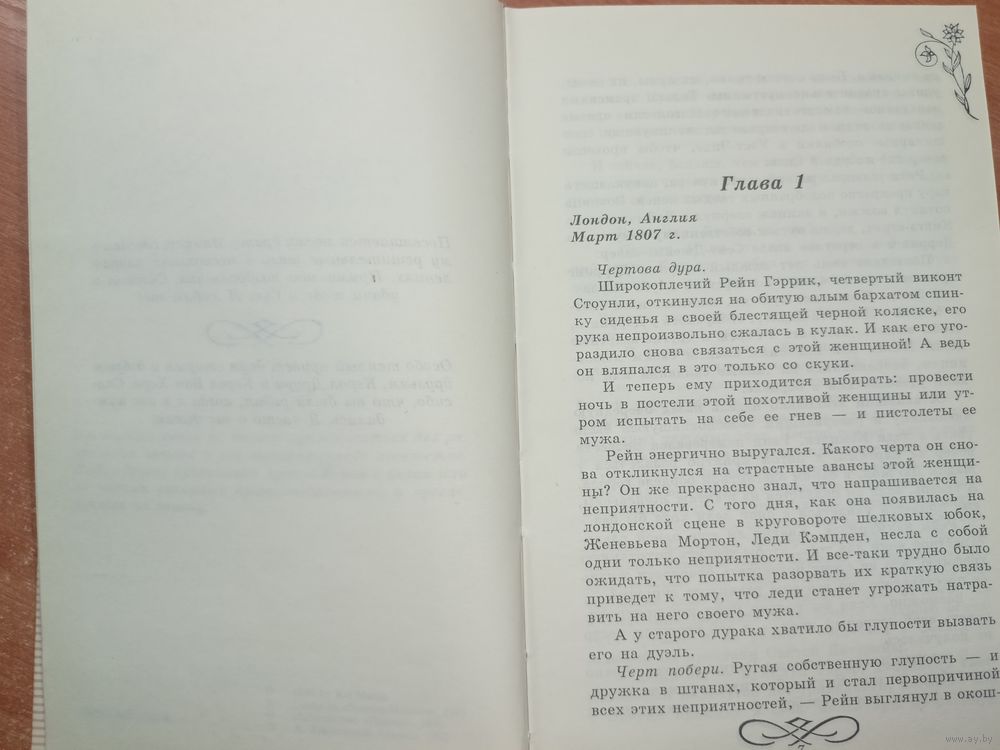 Глава 1
Лондон, Англия
Март 1807 г.
Чертова дура.
Широкоплечий Рейн Гэррик, четвертый виконт
Стоунли, откинулся на обитую алым бархатом спин-
ку сиденья в своей блестящей черной коляске, его
рука непроизвольно сжалась в кулак. И как его уго-
раздило снова связаться с этой женщиной! А ведь
он вляпался в это только со скуки.
И теперь ему приходится выбирать: провести
ночь в постели этой похотливой женщины или ут-
ром испытать на себе ее гнев — и пистолеты ее
мужа.
Рейн энергично выругался. Какого черта он сно-
ва откликнулся на страстные авансы этой женщи-
ны? Он же прекрасно знал, что напрашивается на
неприятности. С того дня, как она появилась на
лондонской сцене в круговороте шелковых юбок,
Женевьева Мортон, Леди Кэмпден, несла с собой
одни только неприятности. И все-таки трудно было
ожидать, что попытка разорвать их краткую связь
приведет к тому, что леди станет угрожать натра-
вить на него своего мужа.
А у старого дурака хватило бы глупости вызвать
его на дуэль.
Черт побери. Ругая собственную глупость — и
дружка в штанах, который и стал первопричиной
всех этих неприятностей, — Рейн выглянул в окош-
7
www.ay.by